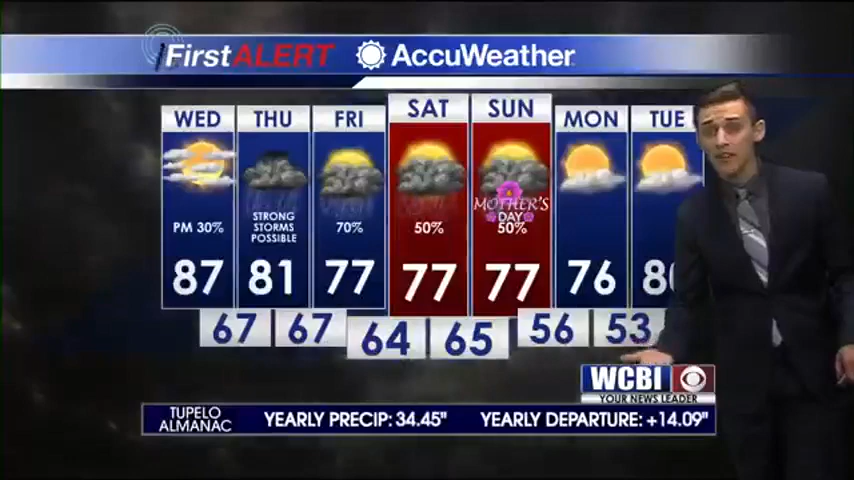 FirstALERT AccuWeather
WED THU FRI SAT SUN MON TUE
MOTHER'S
DAY
STRONG
STORMS
POSSIBLE
PM 30% 70% 50% 50%
87 81 77 77 77 76 80
67 67 64 65 56 53
WCBI
YOUR NEWS LEADER
TUPELO
ALMANAC
YEARLY PRECIP: 34.45" YEARLY DEPARTURE: +14.09"